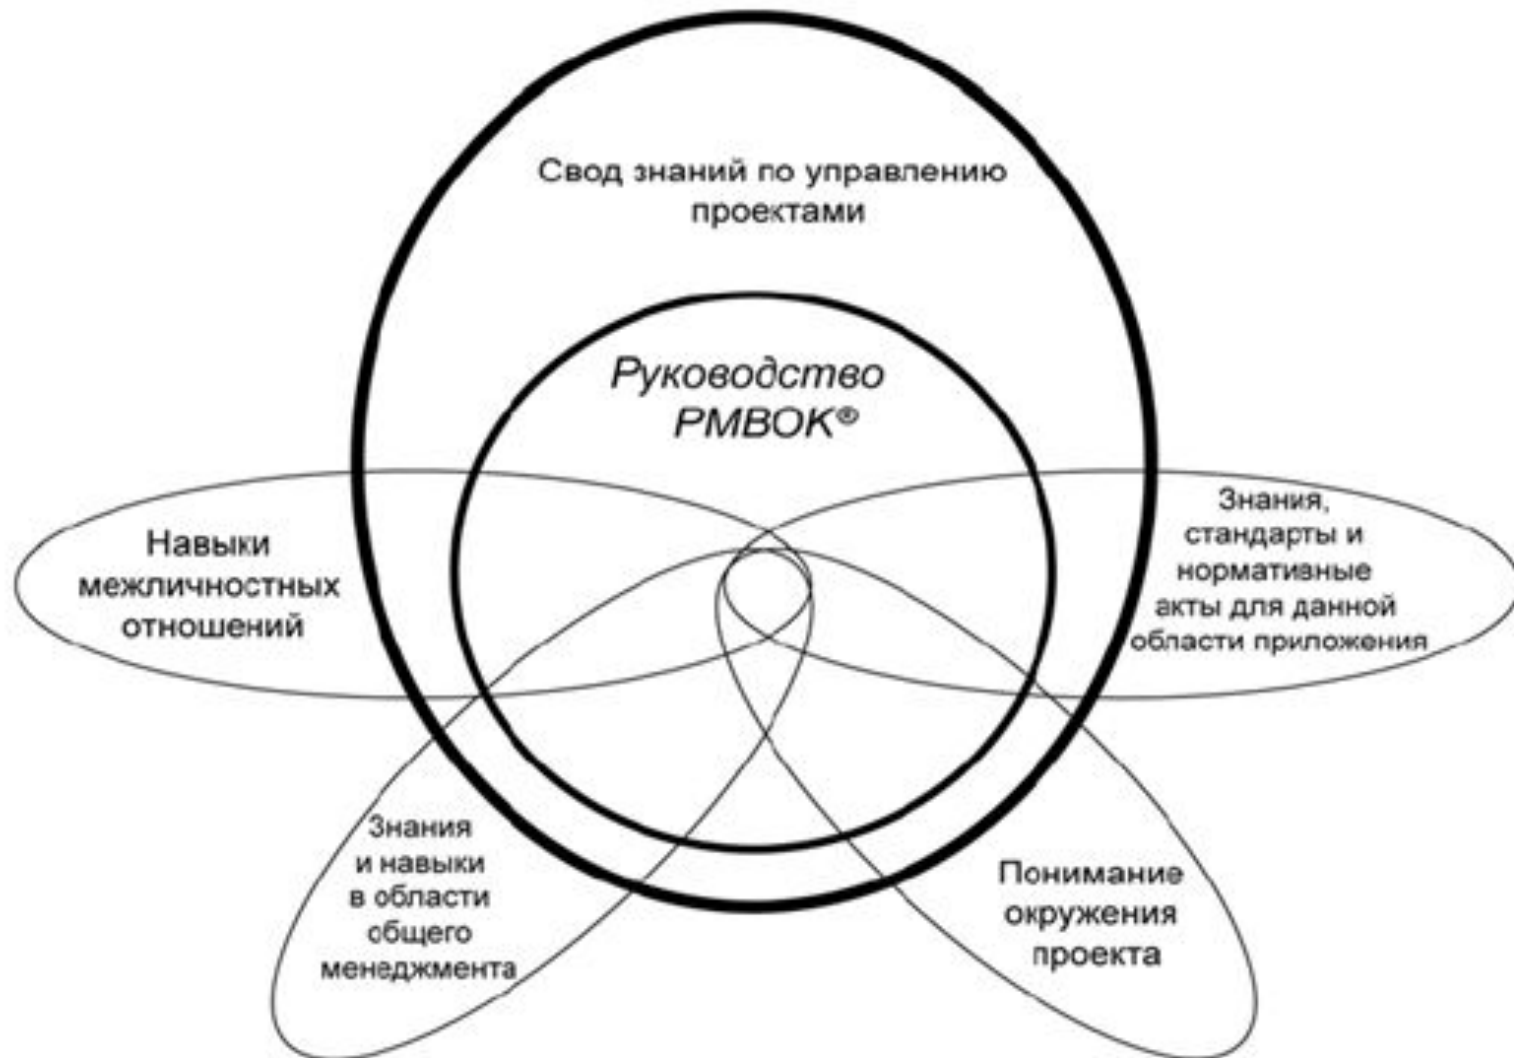 Свод знаний по управлению
проектами
Руководство
PMBOK®
Навыки
межличностных
отношений
Знания,
стандарты и
нормативные
акты для данной
области приложения
Знания
и навыки
в области
общего
менеджмента
Понимание
окружения
проекта